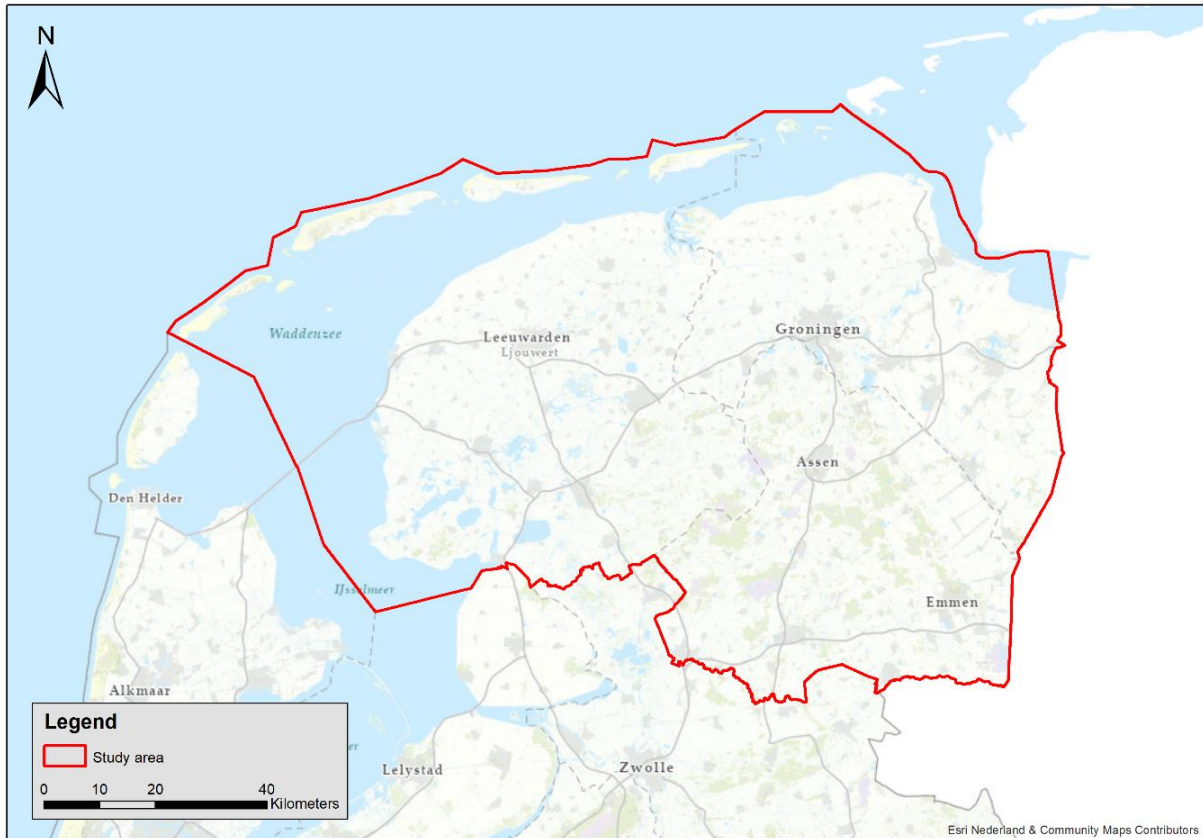 N
Waddenzee
Leeuwarden
Ljouwert
Groningen
Assen
Den Helder
IJsselmeer
Emmen
Alkmaar
Legend
Study area
0 10 20 40
Kilometers
Lelystad
Zwolle
Esri Nederland & Community Maps Contributors